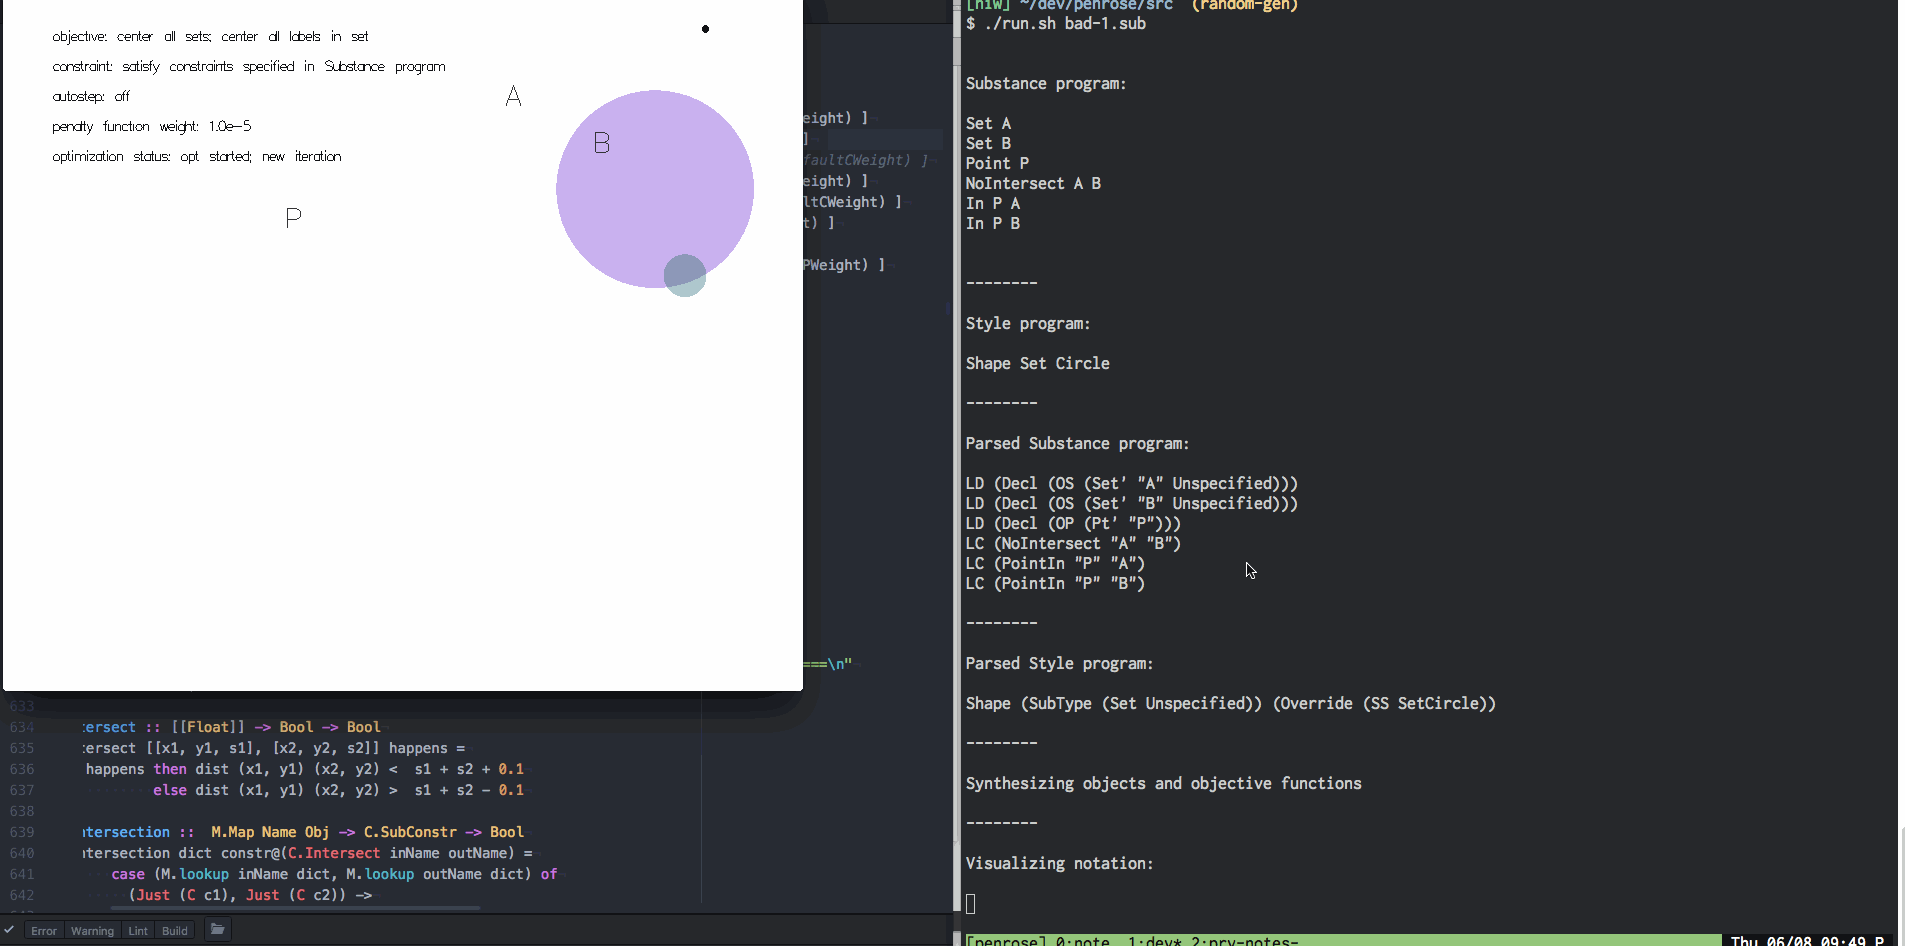 objective: center all sets; center all labels in set
constraint: satisfy constraints specified in Substance program
autostep: off
penalty function weight: 1.0e-5
optimization status: opt started; new iteration
A
B
P
eight) ]
]
faultCWeight) ]
eight) ]
ltCWeight) ]
t) ]
PWeight) ]
===\n"
633
634 tersect :: [[Float]] -> Bool -> Bool
635 tersect [[x1, y1, s1], [x2, y2, s2]] happens =
636 happens then dist (x1, y1) (x2, y2) < s1 + s2 + 0.1
637 else dist (x1, y1) (x2, y2) > s1 + s2 - 0.1
638
639 ntersection :: M.Map Name Obj -> C.SubConstr -> Bool
640 ntersection dict constr@(C.Intersect inName outName) =
641 case (M.lookup inName dict, M.lookup outName dict) of
642 (Just (C c1), Just (C c2)) ->
Error Warning Lint Build
[niw] ~/dev/penrose/src (random-gen)
$ ./run.sh bad-1.sub
Substance program:
Set A
Set B
Point P
NoIntersect A B
In P A
In P B
--------
Style program:
Shape Set Circle
--------
Parsed Substance program:
LD (Decl (OS (Set' "A" Unspecified)))
LD (Decl (OS (Set' "B" Unspecified)))
LD (Decl (OP (Pt' "P")))
LC (NoIntersect "A" "B")
LC (PointIn "P" "A")
LC (PointIn "P" "B")
--------
Parsed Style program:
Shape (SubType (Set Unspecified)) (Override (SS SetCircle))
--------
Synthesizing objects and objective functions
--------
Visualizing notation:
[penrose] 0:note 1:dev* 2:prv-notes- Thu 06/08 09:49 P